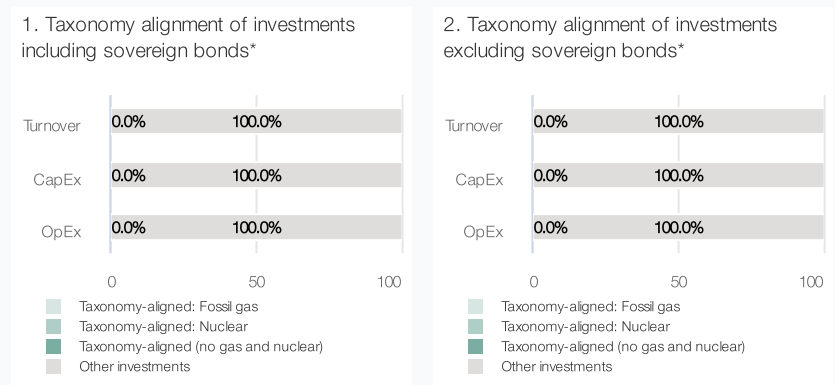 1. Taxonomy alignment of investments
including sovereign bonds*
Turnover 0.0% 100.0%
CapEx 0.0% 100.0%
OpEx 0.0% 100.0%
0 50 100
Taxonomy-aligned: Fossil gas
Taxonomy-aligned: Nuclear
Taxonomy-aligned (no gas and nuclear)
Other investments
2. Taxonomy alignment of investments
excluding sovereign bonds*
Turnover 0.0% 100.0%
CapEx 0.0% 100.0%
OpEx 0.0% 100.0%
0 50 100
Taxonomy-aligned: Fossil gas
Taxonomy-aligned: Nuclear
Taxonomy-aligned (no gas and nuclear)
Other investments